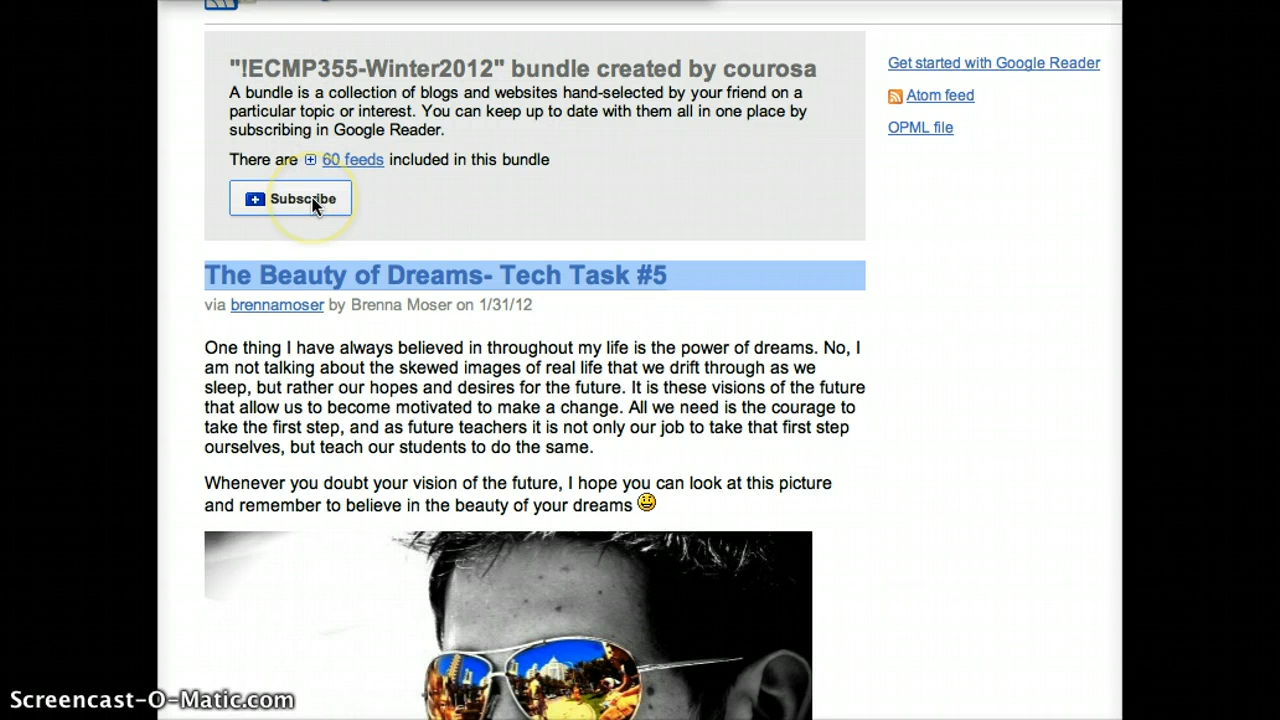 "!ECMP355-Winter2012" bundle created by courosa
A bundle is a collection of blogs and websites hand-selected by your friend on a
particular topic or interest. You can keep up to date with them all in one place by
subscribing in Google Reader.
There are 60 feeds included in this bundle
Subscribe
Get started with Google Reader
Atom feed
OPML file
The Beauty of Dreams- Tech Task #5
via brennamoser by Brenna Moser on 1/31/12
One thing I have always believed in throughout my life is the power of dreams. No, I
am not talking about the skewed images of real life that we drift through as we
sleep, but rather our hopes and desires for the future. It is these visions of the future
that allow us to become motivated to make a change. All we need is the courage to
take the first step, and as future teachers it is not only our job to take that first step
ourselves, but teach our students to do the same.
Whenever you doubt your vision of the future, I hope you can look at this picture
and remember to believe in the beauty of your dreams
Screencast-O-Matic.com